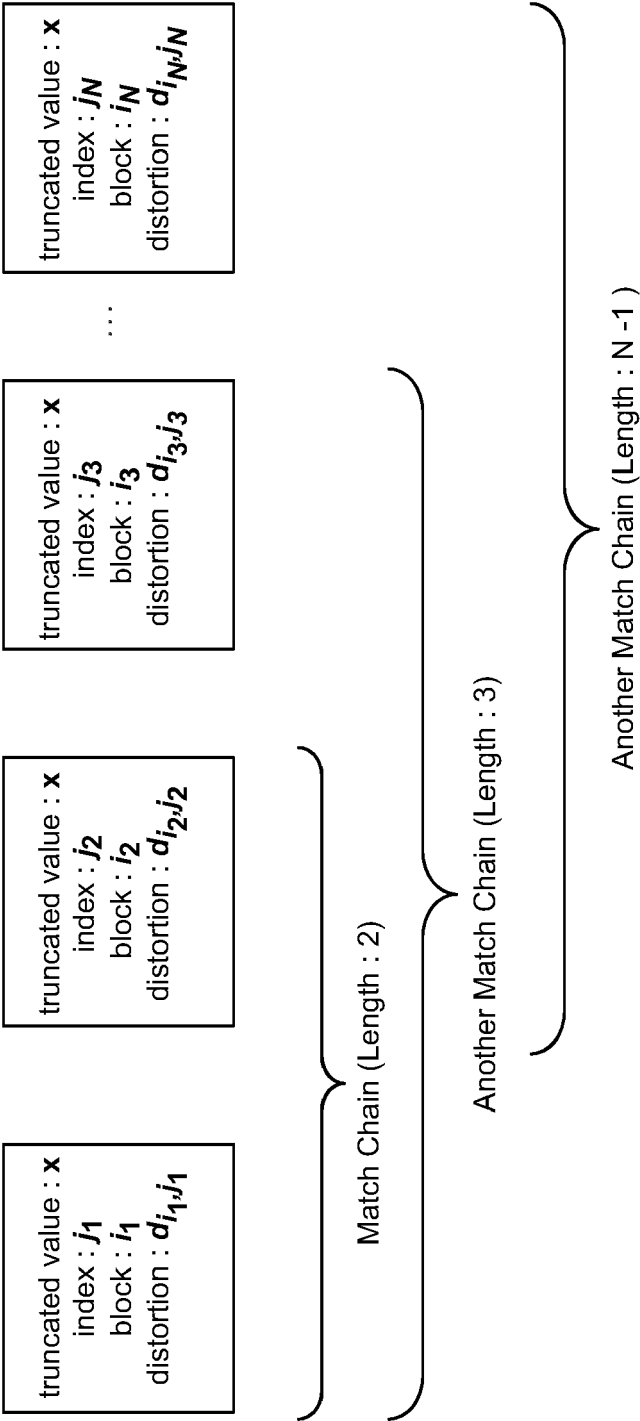 truncated value : x
index : j1
block : i1
distortion : di1,j1
truncated value : x
index : j2
block : i2
distortion : di2,j2
truncated value : x
index : j3
block : i3
distortion : di3,j3
...
truncated value : x
index : jN
block : iN
distortion : diN,jN
Match Chain (Length : 2)
Another Match Chain (Length : 3)
Another Match Chain (Length : N -1 )